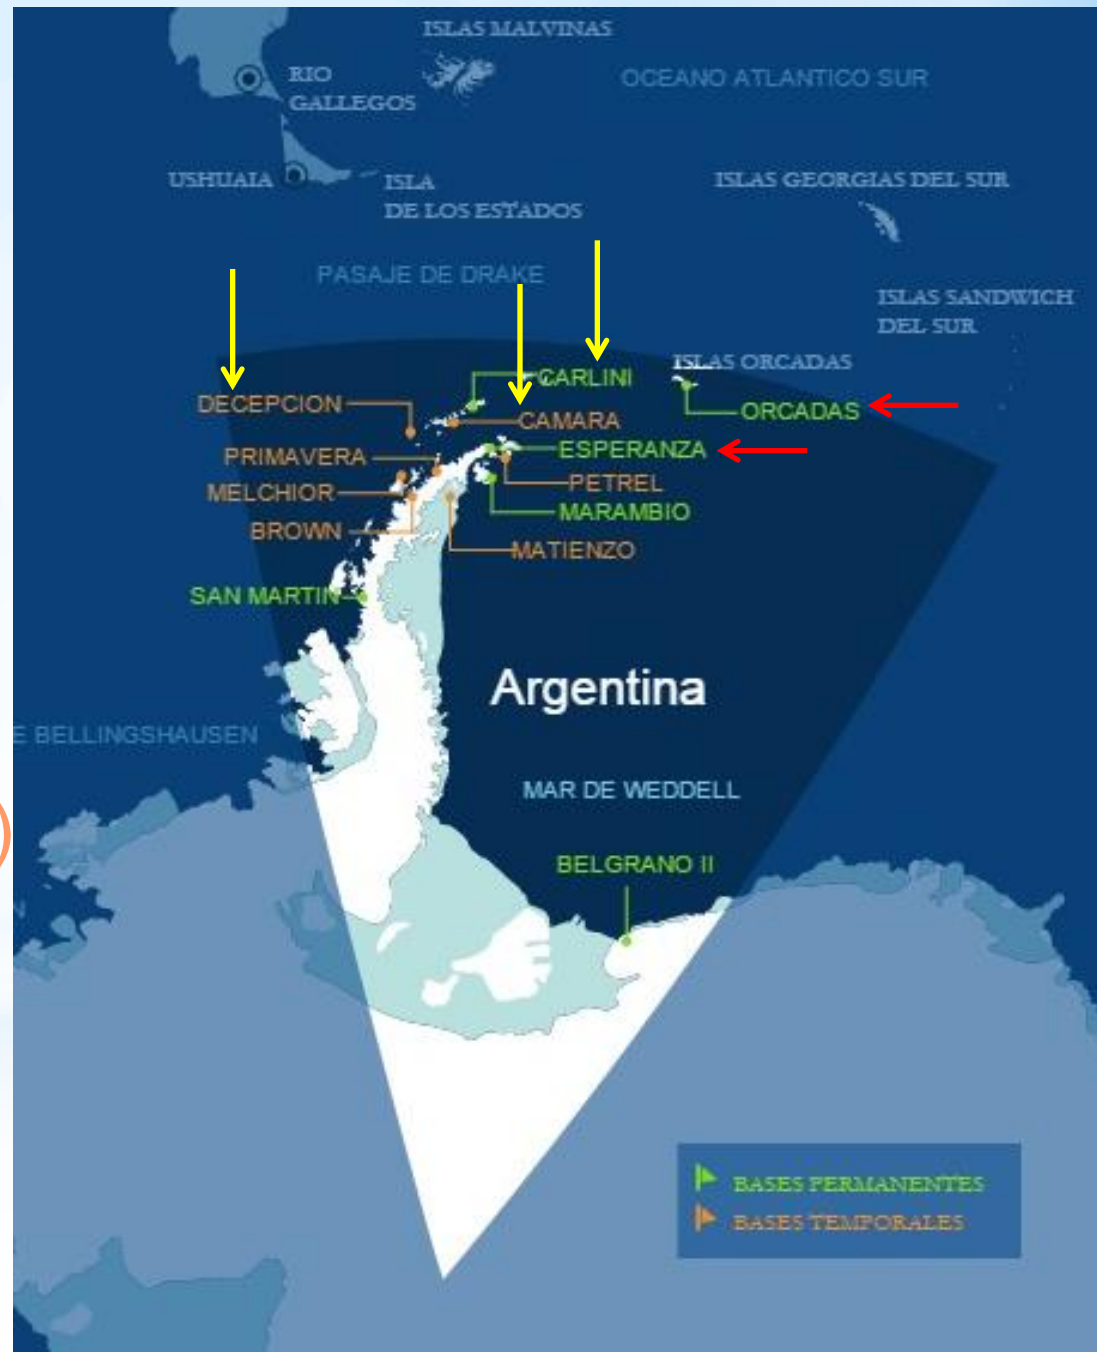 ISLAS MALVINAS
RIO
GALLEGOS
OCEANO ATLANTICO SUR
USHUAIA
ISLA
DE LOS ESTADOS
ISLAS GEORGIAS DEL SUR
PASAJE DE DRAKE
ISLAS SANDWICH
DEL SUR
ISLAS ORCADAS
CARLINI
DECEPCION
ORCADAS
CAMARA
ESPERANZA
PRIMAVERA
PETREL
MELCHIOR
MARAMBIO
BROWN
MATIENZO
SAN MARTIN
Argentina
E BELLINGSHAUSEN
MAR DE WEDDELL
BELGRANO II
BASES PERMANENTES
BASES TEMPORALES